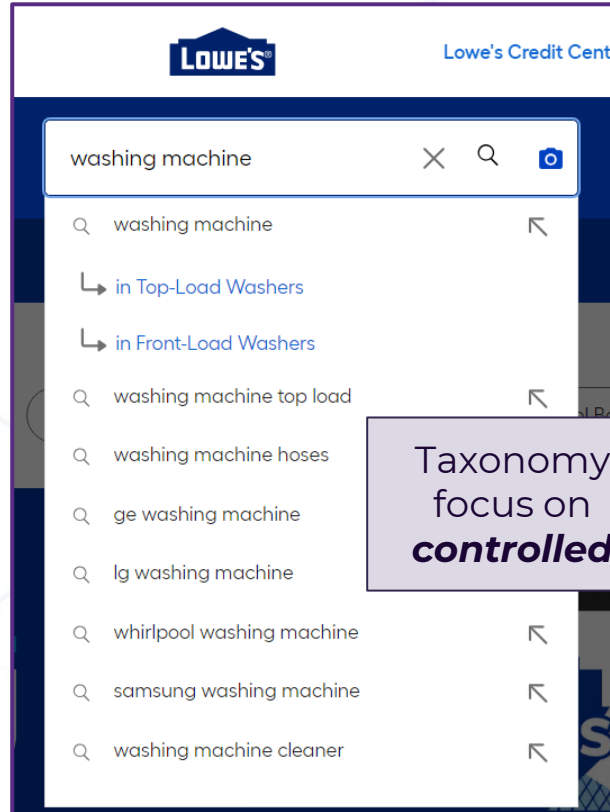 LOWE'S®
Lowe's Credit Cent
washing machine
washing machine
in Top-Load Washers
in Front-Load Washers
washing machine top load
washing machine hoses
ge washing machine
lg washing machine
whirlpool washing machine
samsung washing machine
washing machine cleaner
Taxonomy
focus on
controlled